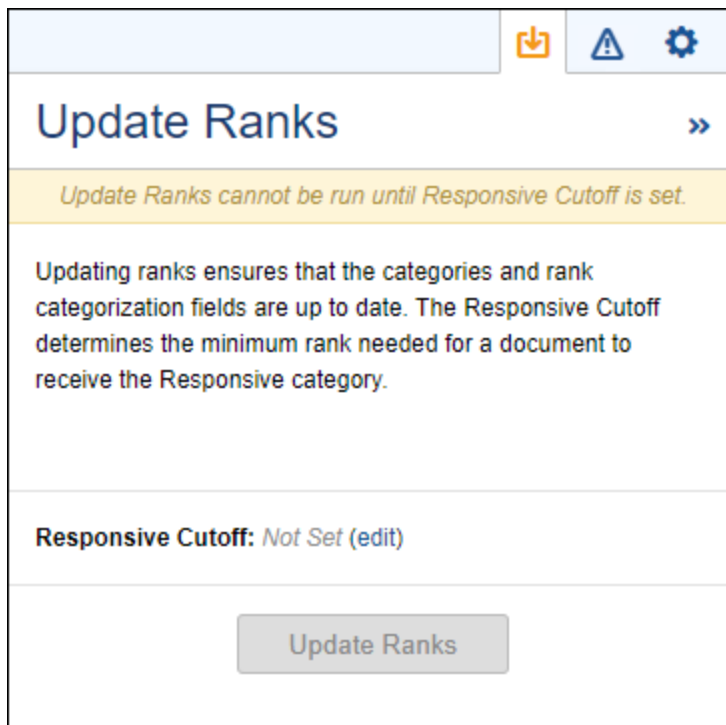 Update Ranks
»
Update Ranks cannot be run until Responsive Cutoff is set.
Updating ranks ensures that the categories and rank
categorization fields are up to date. The Responsive Cutoff
determines the minimum rank needed for a document to
receive the Responsive category.
Responsive Cutoff: Not Set (edit)
Update Ranks